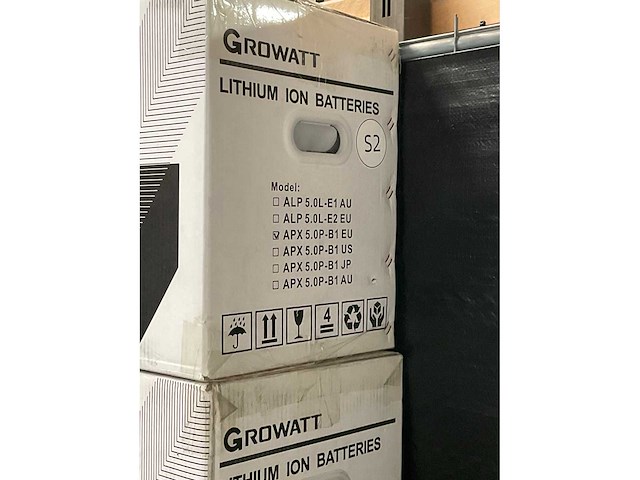 GROWATT
LITHIUM ION BATTERIES
S2
Model:
☐ ALP 5.0L-E1 AU
☐ ALP 5.0L-E2 EU
☑ APX 5.0P-B1 EU
☐ APX 5.0P-B1 US
☐ APX 5.0P-B1 JP
☐ APX 5.0P-B1 AU
4
GROWATT
LITHIUM ION BATTERIES